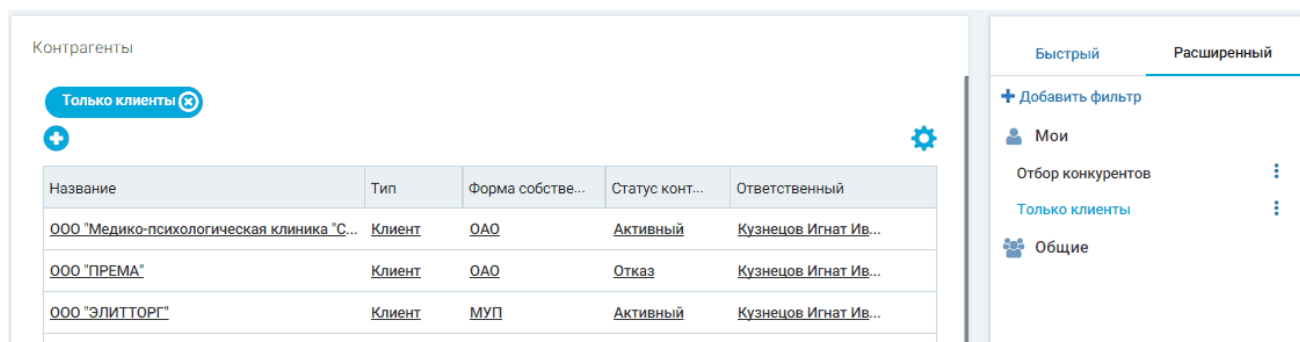 Контрагенты
Только клиенты
Название Тип Форма собстве... Статус конт... Ответственный
ООО "Медико-психологическая клиника "С... Клиент ОАО Активный Кузнецов Игнат Ив...
ООО "ПРЕМА" Клиент ОАО Отказ Кузнецов Игнат Ив...
ООО "ЭЛИТТОРГ" Клиент МУП Активный Кузнецов Игнат Ив...
Быстрый Расширенный
Добавить фильтр
Мои
Отбор конкурентов
Только клиенты
Общие